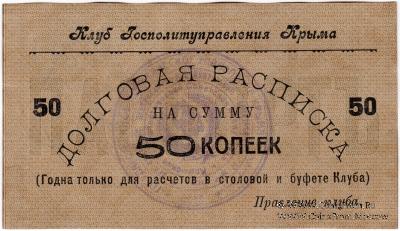 Клуб Госполитуправления Крыма
ДОЛГОВАЯ РАСПИСКА
50 НА СУММУ 50
50 КОПЕЕК
(Годна только для расчетов в столовой и буфете Клуба)
Правление клуба.